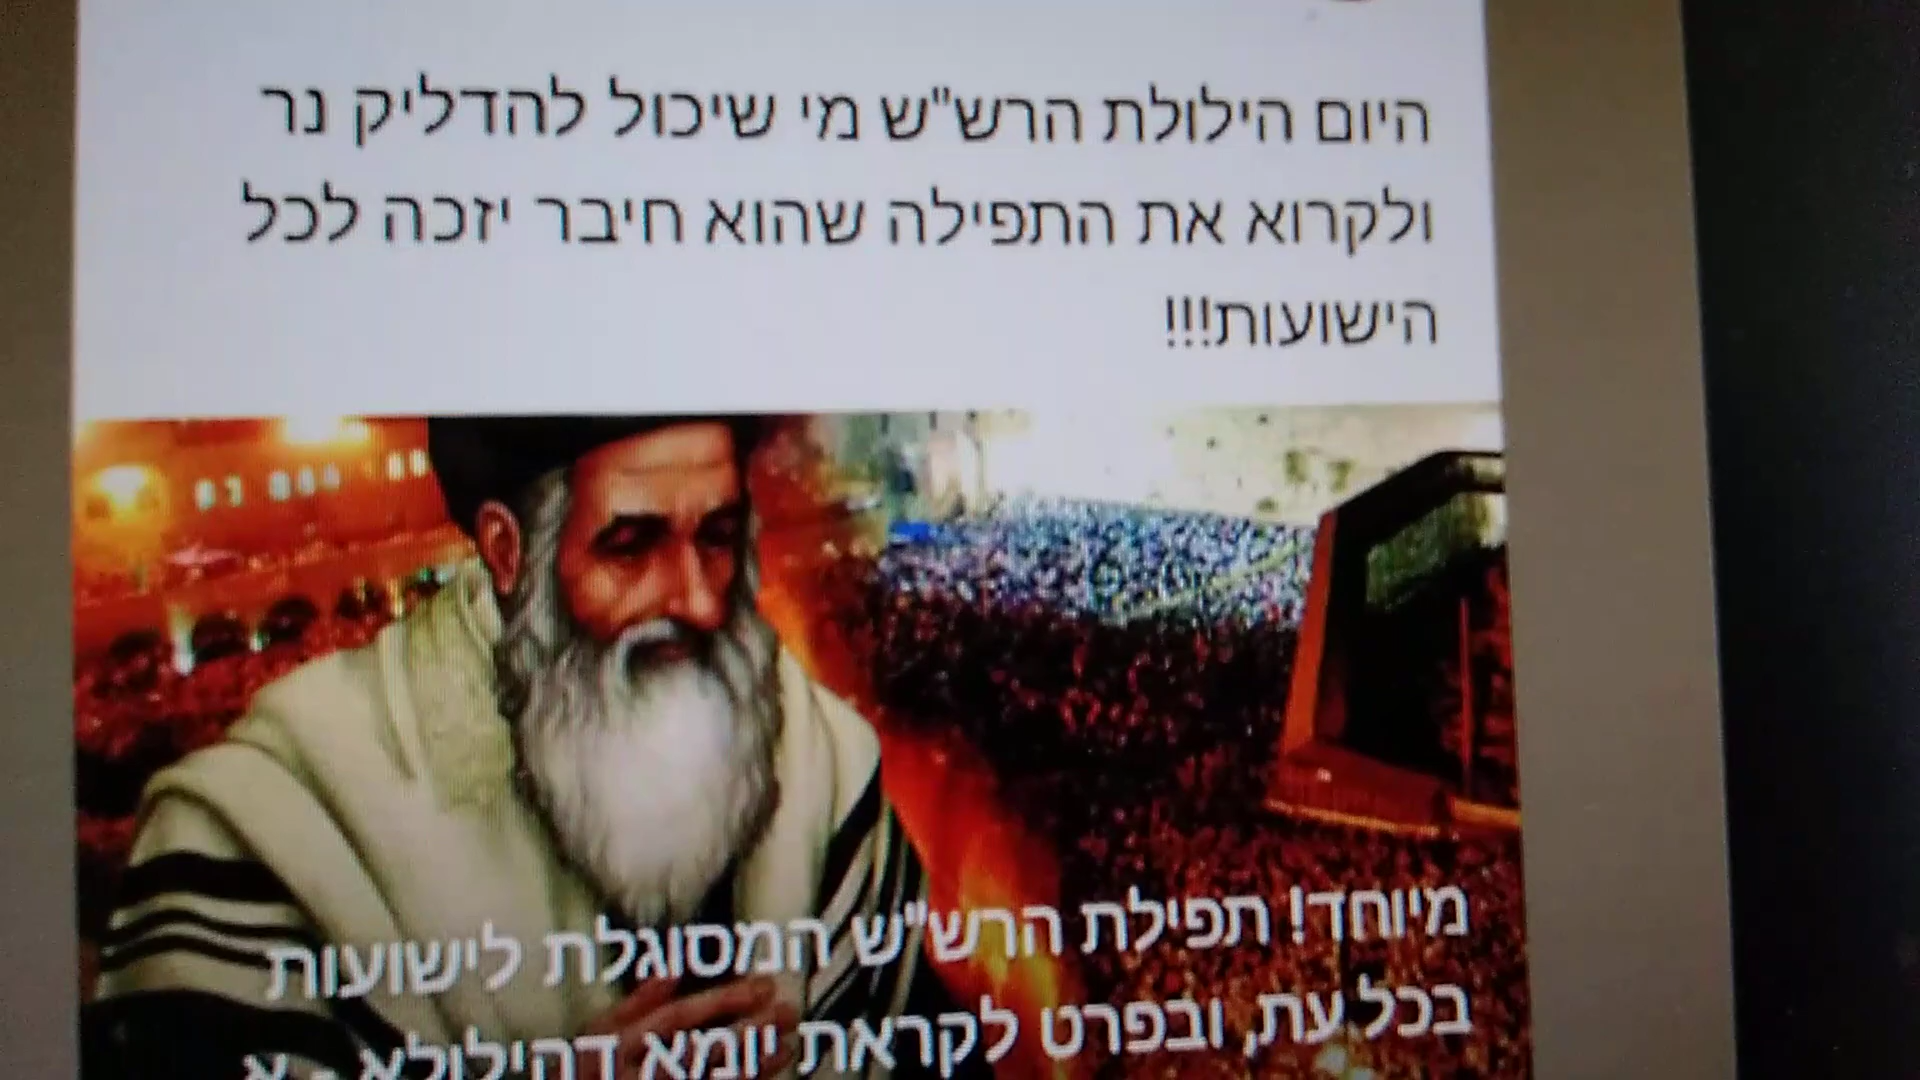 היום הילולת הרש"ש מי שיכול להדליק נר
ולקרוא את התפילה שהוא חיבר יזכה לכל
הישועות!!!
מיוחד! תפילת הרש"ש המסוגלת לישועות
בכל עת, ובפרט לקראת יומא דהילולא -